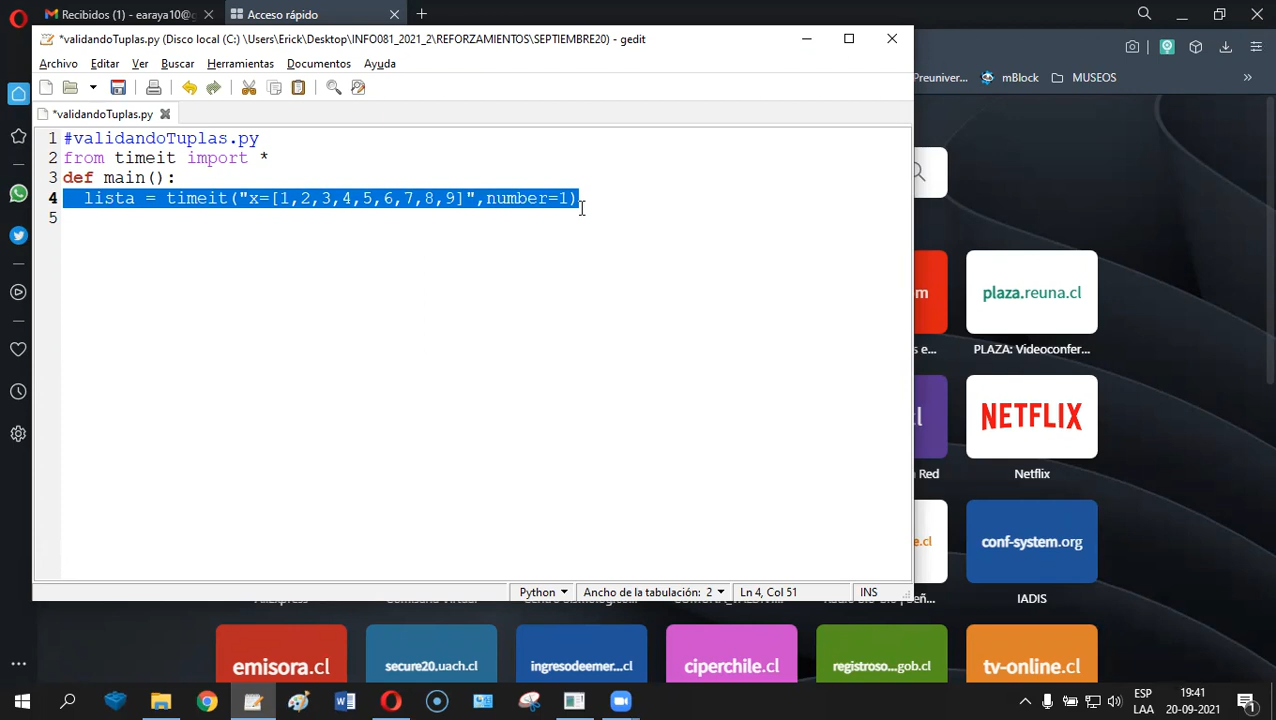 Recibidos (1) - earaya10@g
Acceso rápido
*validandoTuplas.py (Disco local (C:) \Users\Erick\Desktop\INFO081_2021_2\REFORZAMIENTOS\SEPTIEMBRE20) - gedit
Archivo Editar Ver Buscar Herramientas Documentos Ayuda
Preuniver... mBlock MUSEOS »
*validandoTuplas.py
1 #validandoTuplas.py
2 from timeit import *
3 def main():
4 lista = timeit("x=[1,2,3,4,5,6,7,8,9]",number=1)
5
om
plaza.reuna.cl
s e...
PLAZA: Videoconfer...
cl
NETFLIX
a Red
Netflix
e.cl
conf-system.org
IADIS
Python Ancho de la tabulación: 2 Ln 4, Col 51 INS
emisora.cl
secure20.uach.cl
ingresodeemer...cl
ciperchile.cl
registroso...gob.cl
tv-online.cl
ESP
LAA
19:41
20-09-2021
1